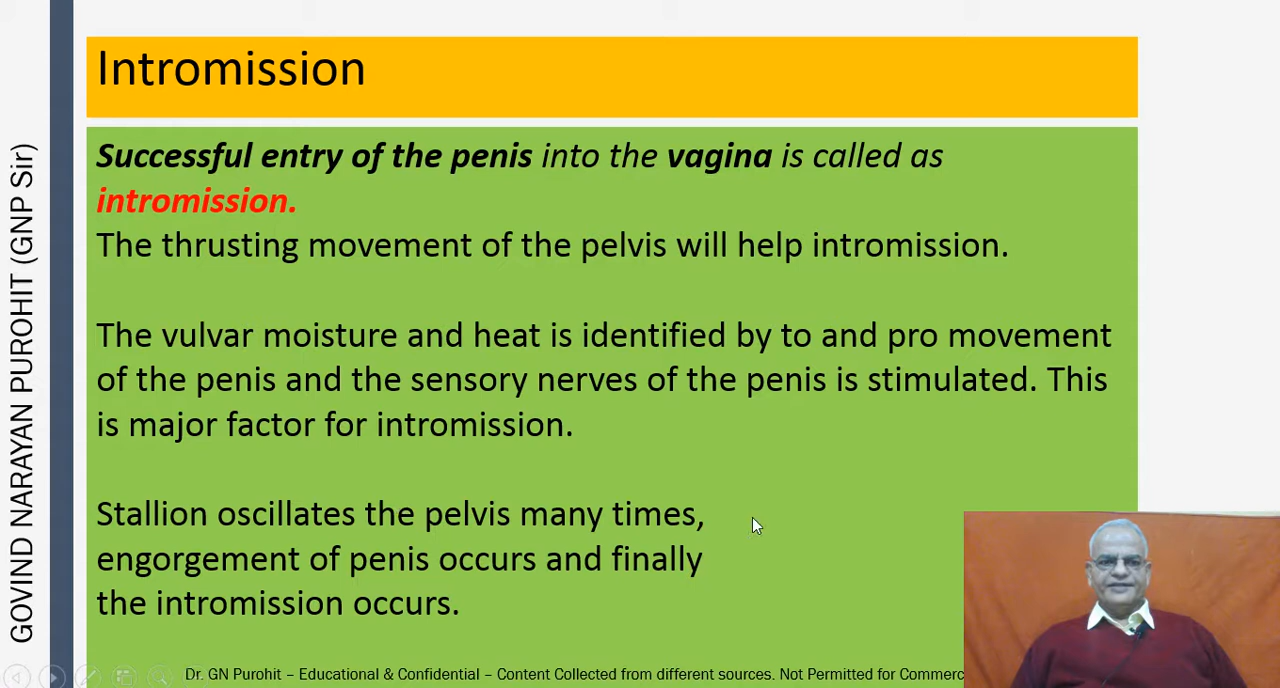 Intromission
Successful entry of the penis into the vagina is called as
intromission.
The thrusting movement of the pelvis will help intromission.
The vulvar moisture and heat is identified by to and pro movement
of the penis and the sensory nerves of the penis is stimulated. This
is major factor for intromission.
Stallion oscillates the pelvis many times,
engorgement of penis occurs and finally
the intromission occurs.
Dr. GN Purohit – Educational & Confidential – Content Collected from different sources. Not Permitted for Commerc
GOVIND NARAYAN PUROHIT (GNP Sir)